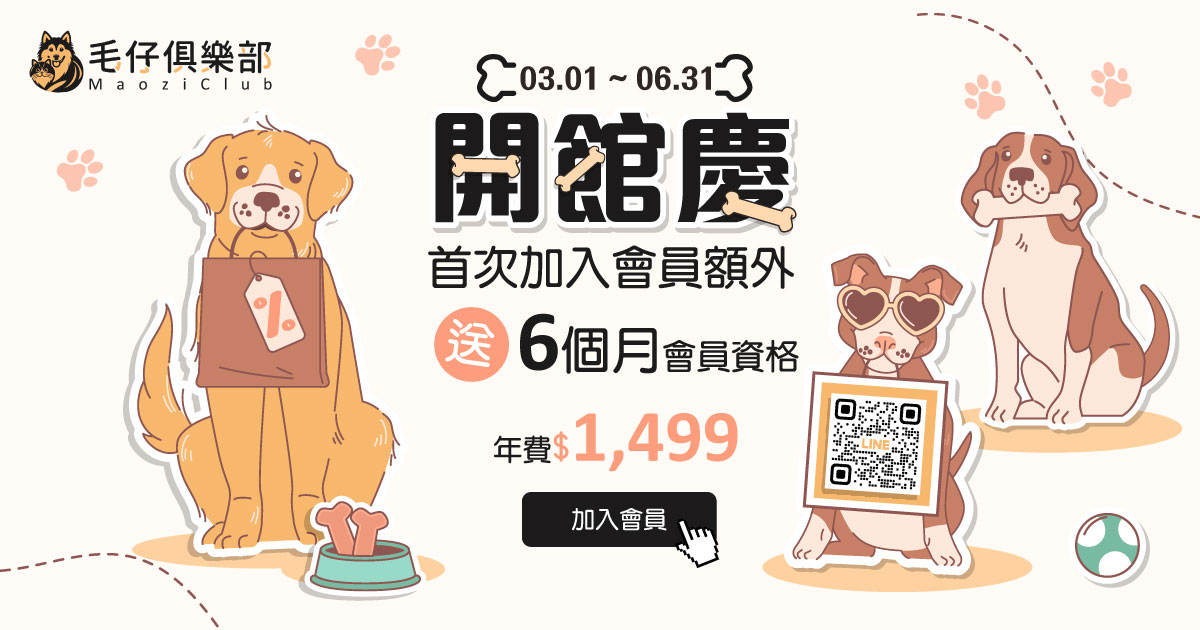 毛仔俱樂部
MaoziClub
03.01 ~ 06.31
開館慶
首次加入會員額外
送 6個月會員資格
年費$1,499
加入會員
%
LINE